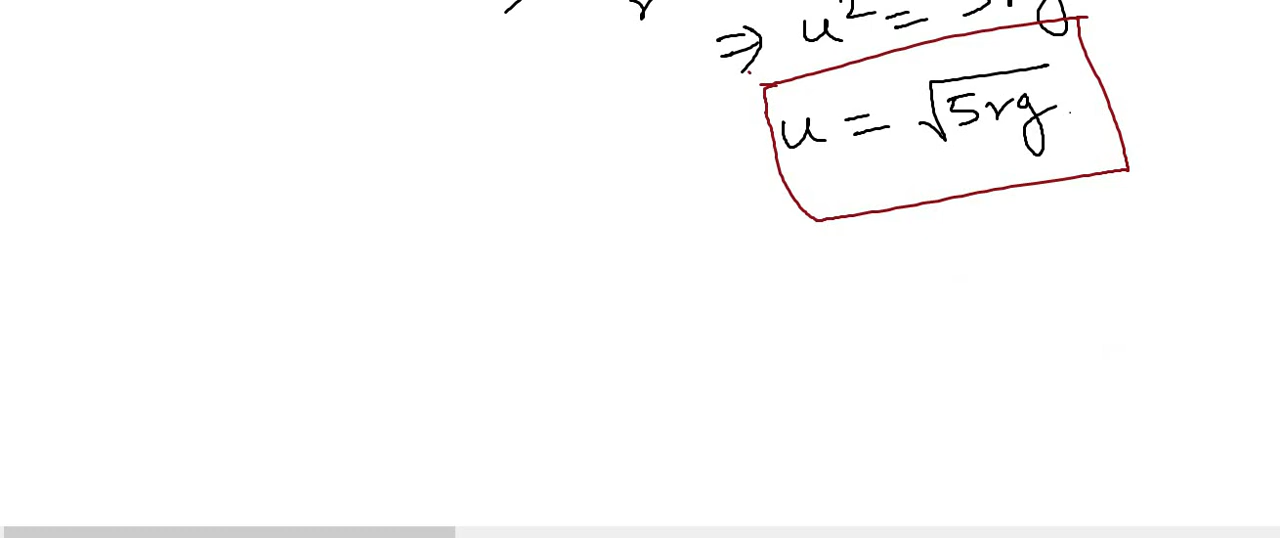 ⇒ u² = 5rg
u = √5rg